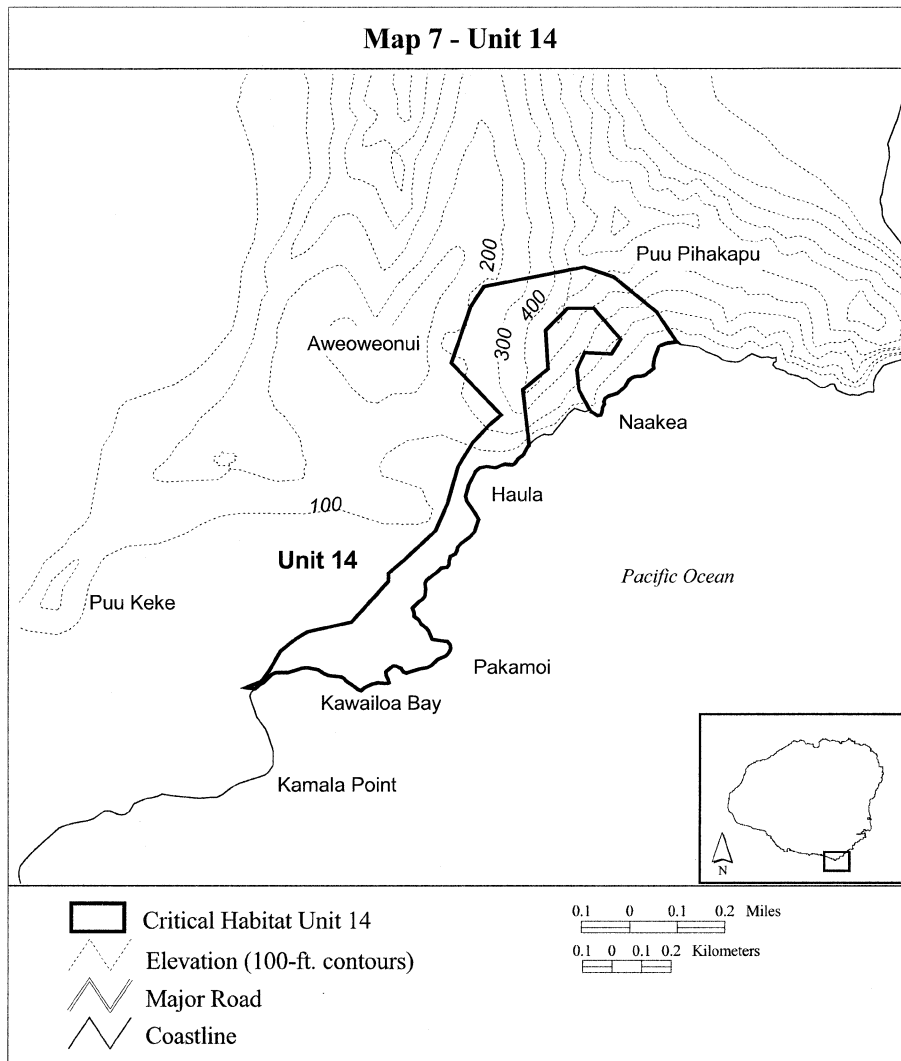 Map 7 - Unit 14
Puu Pihakapu
200
400
300
Aweoweonui
Naakea
Haula
100
Unit 14
Pacific Ocean
Puu Keke
Pakamoi
Kawailoa Bay
Kamala Point
N
Critical Habitat Unit 14
Elevation (100-ft. contours)
Major Road
Coastline
0.1 0 0.1 0.2 Miles
0.1 0 0.1 0.2 Kilometers